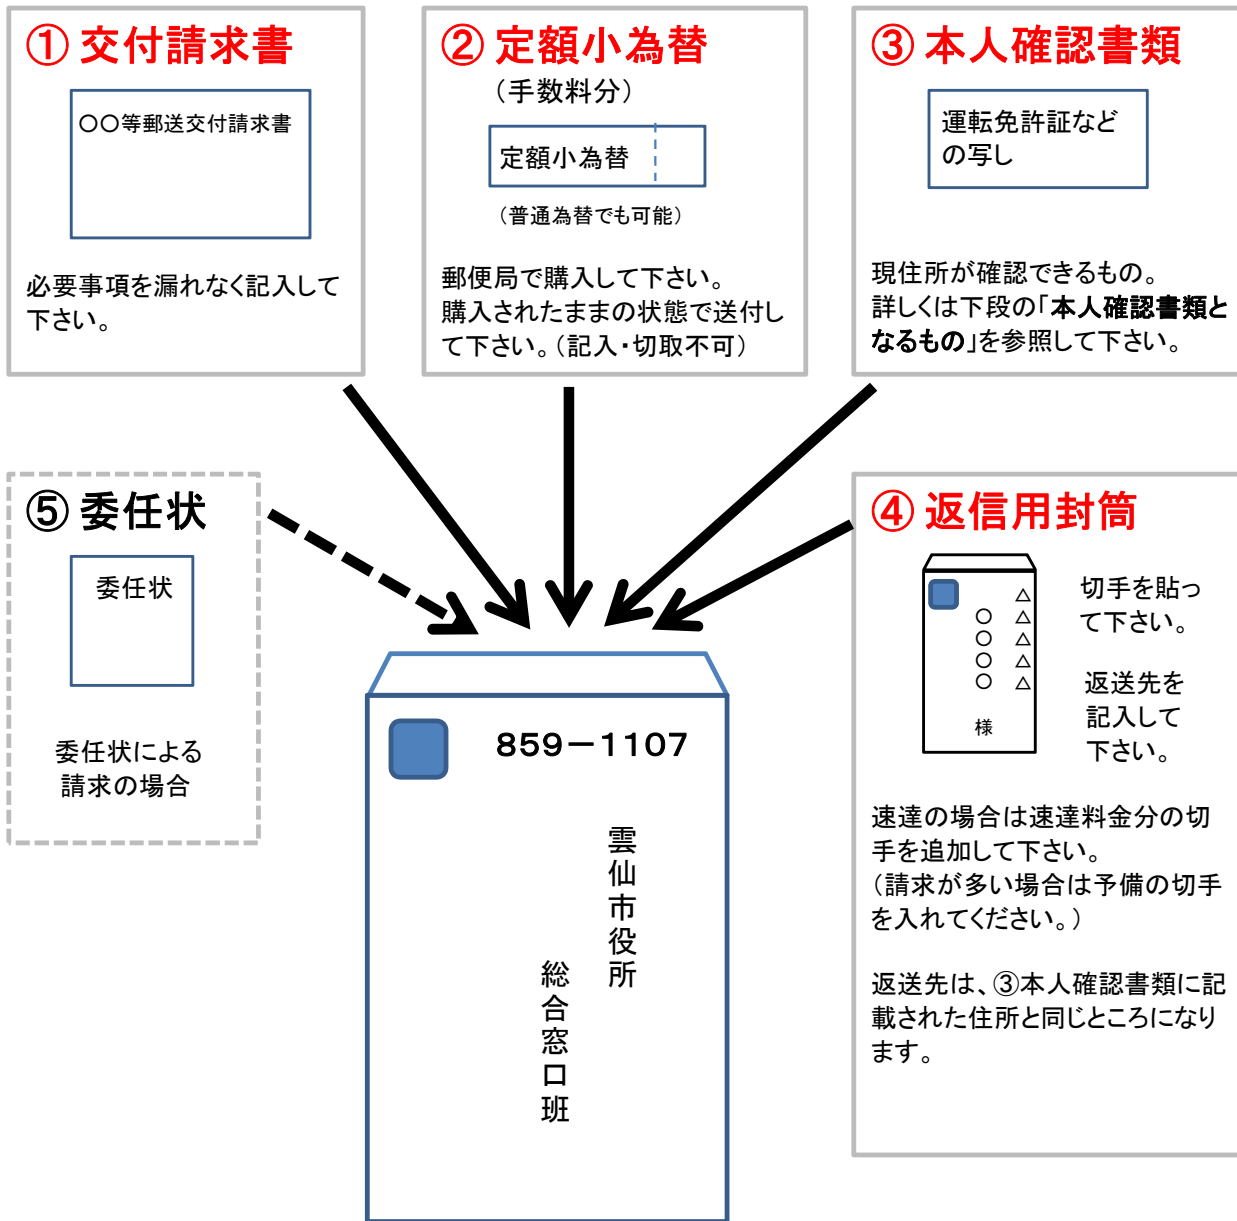 ① 交付請求書
〇〇等郵送交付請求書
必要事項を漏れなく記入して
下さい。
② 定額小為替
（手数料分）
定額小為替
（普通為替でも可能）
郵便局で購入して下さい。
購入されたままの状態で送付し
て下さい。（記入・切取不可）
③ 本人確認書類
運転免許証など
の写し
現住所が確認できるもの。
詳しくは下段の「本人確認書類と
なるもの」を参照して下さい。
⑤ 委任状
委任状
委任状による
請求の場合
④ 返信用封筒
△△△△△
〇〇〇〇
様
切手を貼っ
て下さい。
返送先を
記入して
下さい。
速達の場合は速達料金分の切
手を追加して下さい。
（請求が多い場合は予備の切手
を入れてください。）
返送先は、③本人確認書類に記
載された住所と同じところになり
ます。
859－1107
雲仙市役所
総合窓口班